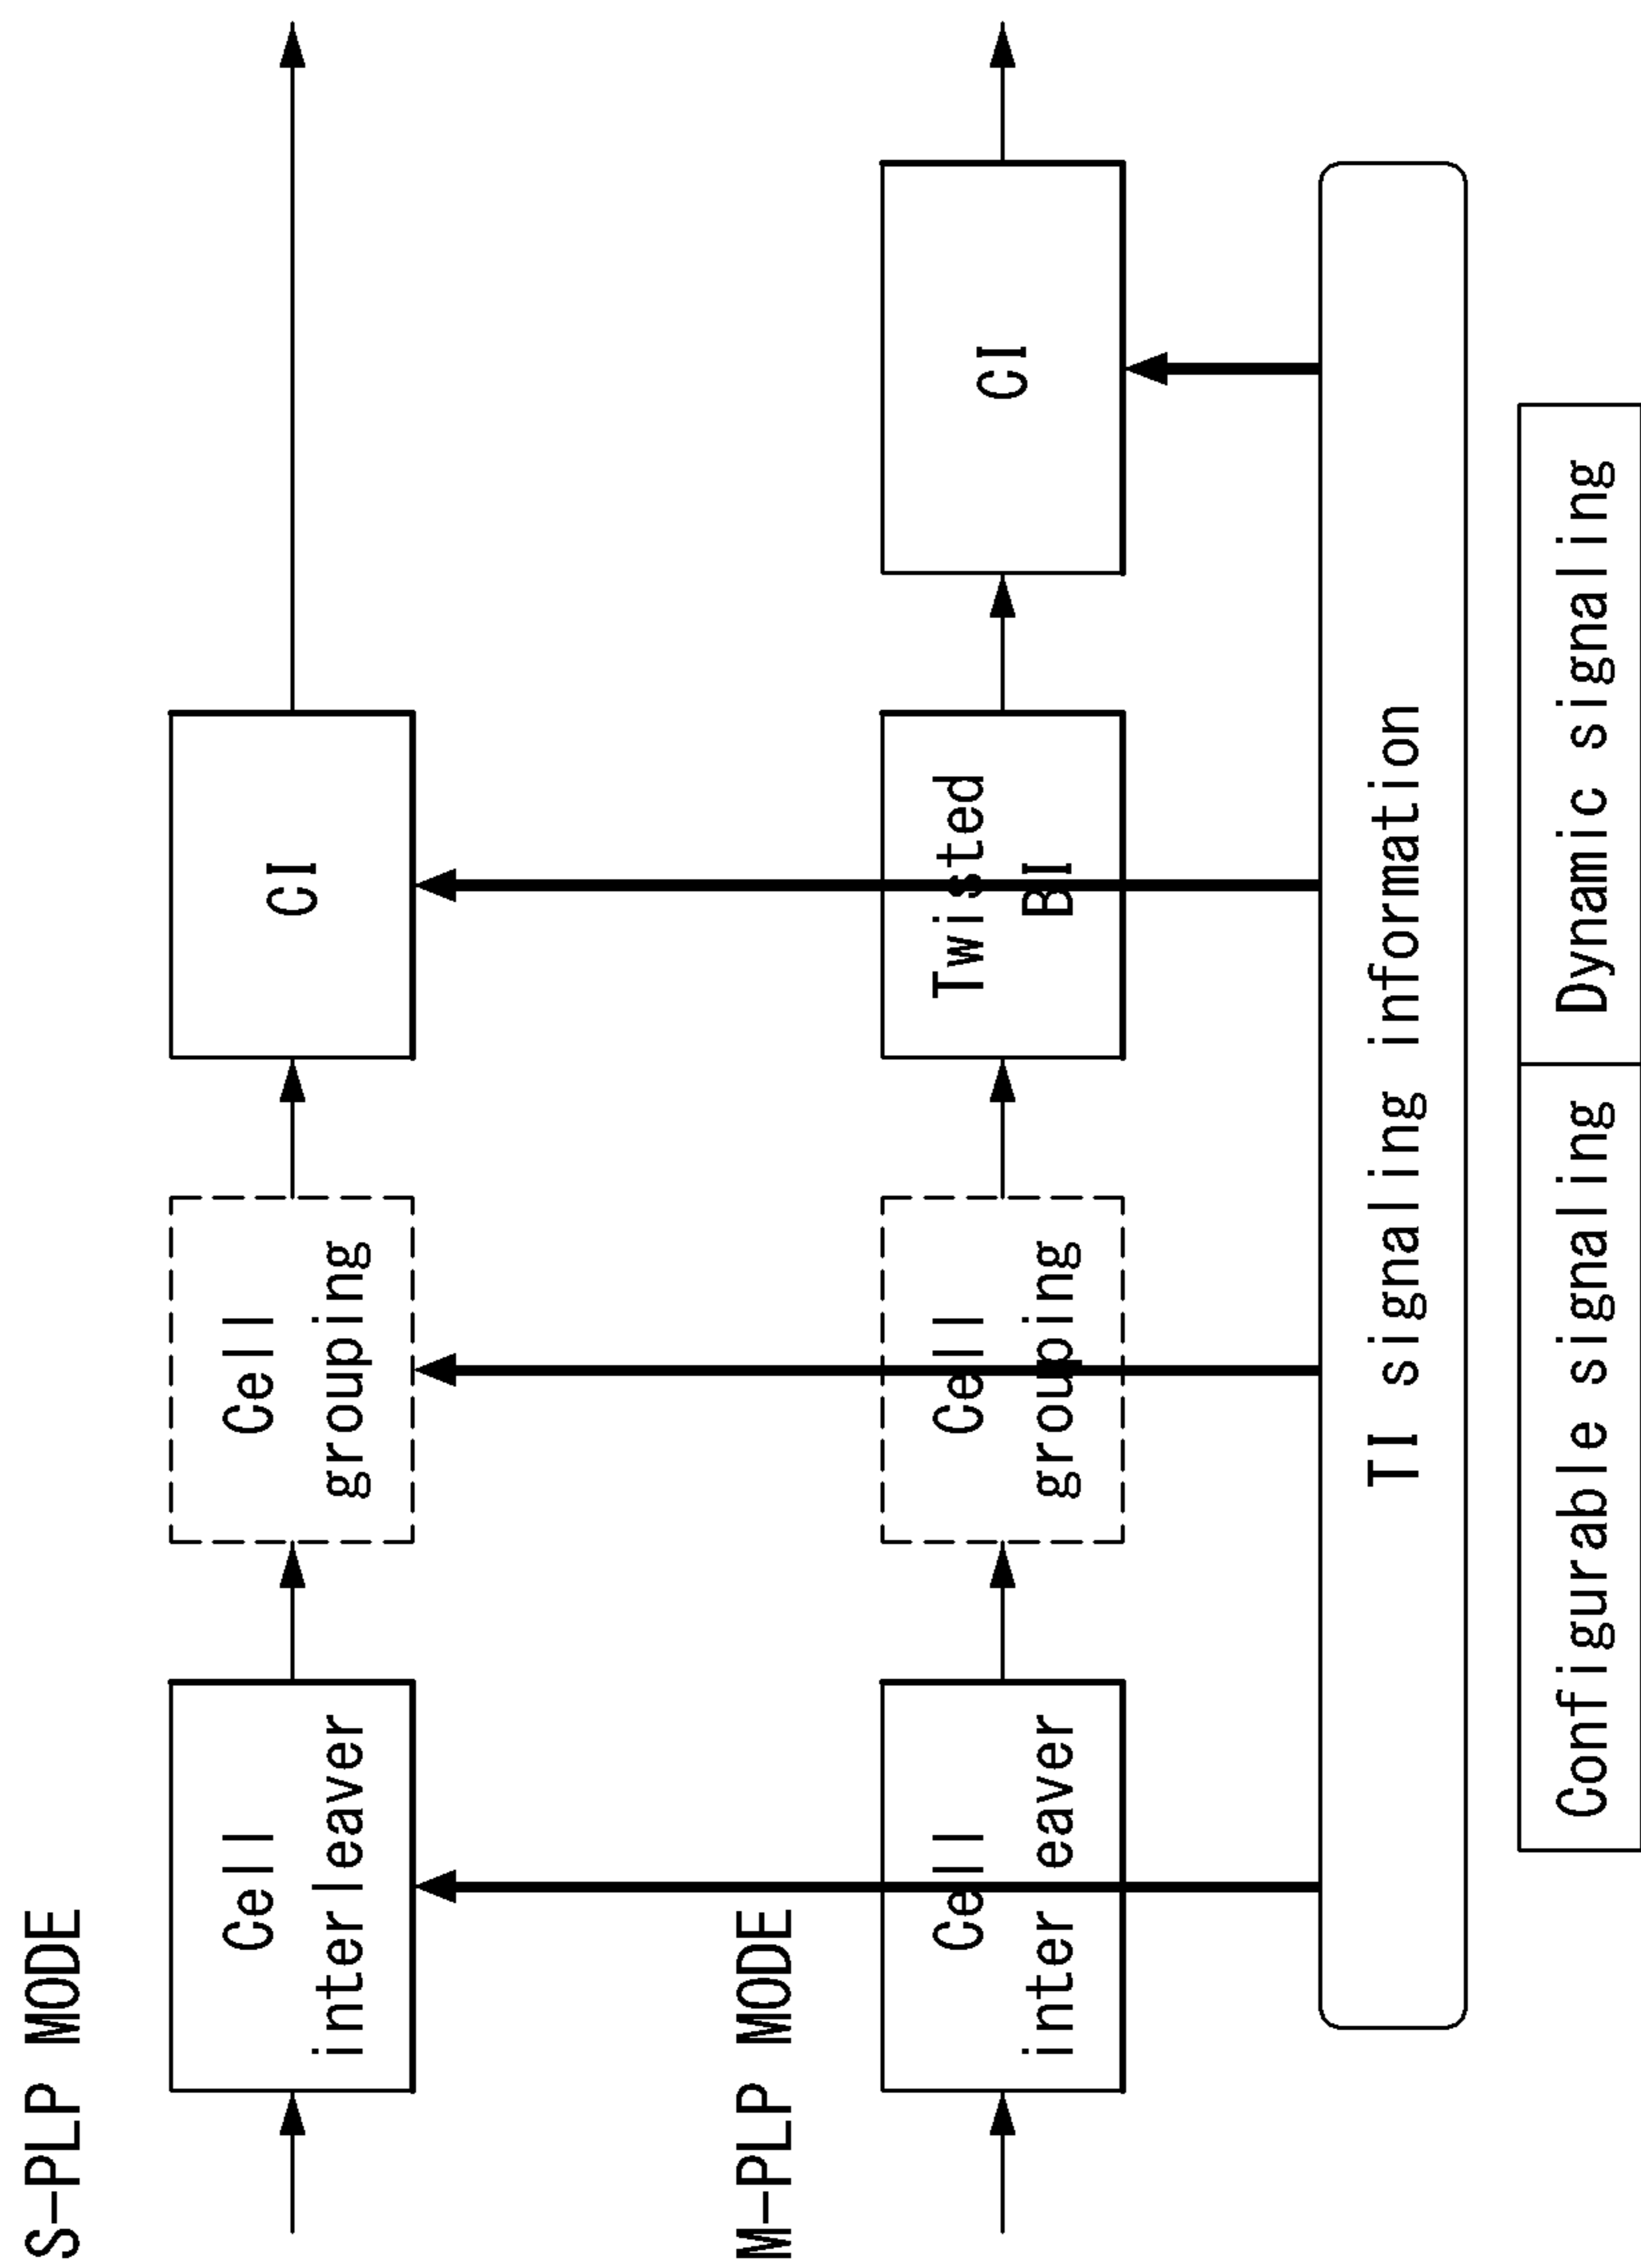 S-PLP MODE
Cell
interleaver
Cell
grouping
CI
M-PLP MODE
Cell
interleaver
Cell
grouping
Twisted
BI
CI
TI signaling information
Configurable signaling
Dynamic signaling